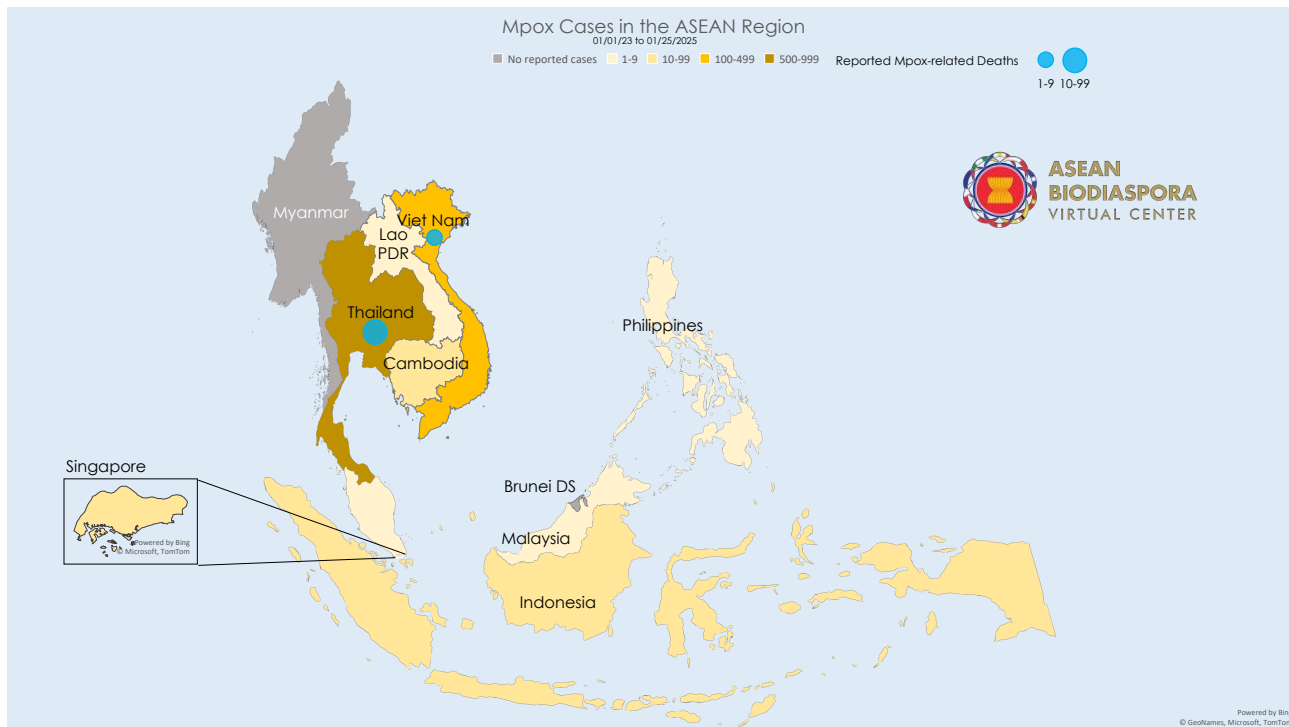 Mpox Cases in the ASEAN Region
01/01/23 to 01/25/2025
No reported cases 1-9 10-99 100-499 500-999
Reported Mpox-related Deaths
1-9 10-99
ASEAN
BIODIASPORA
VIRTUAL CENTER
Myanmar
Viet Nam
Lao
PDR
Thailand
Cambodia
Philippines
Singapore
Powered by Bing
© Microsoft, TomTom
Brunei DS
Malaysia
Indonesia
Powered by Bin
© GeoNames, Microsoft, TomTom